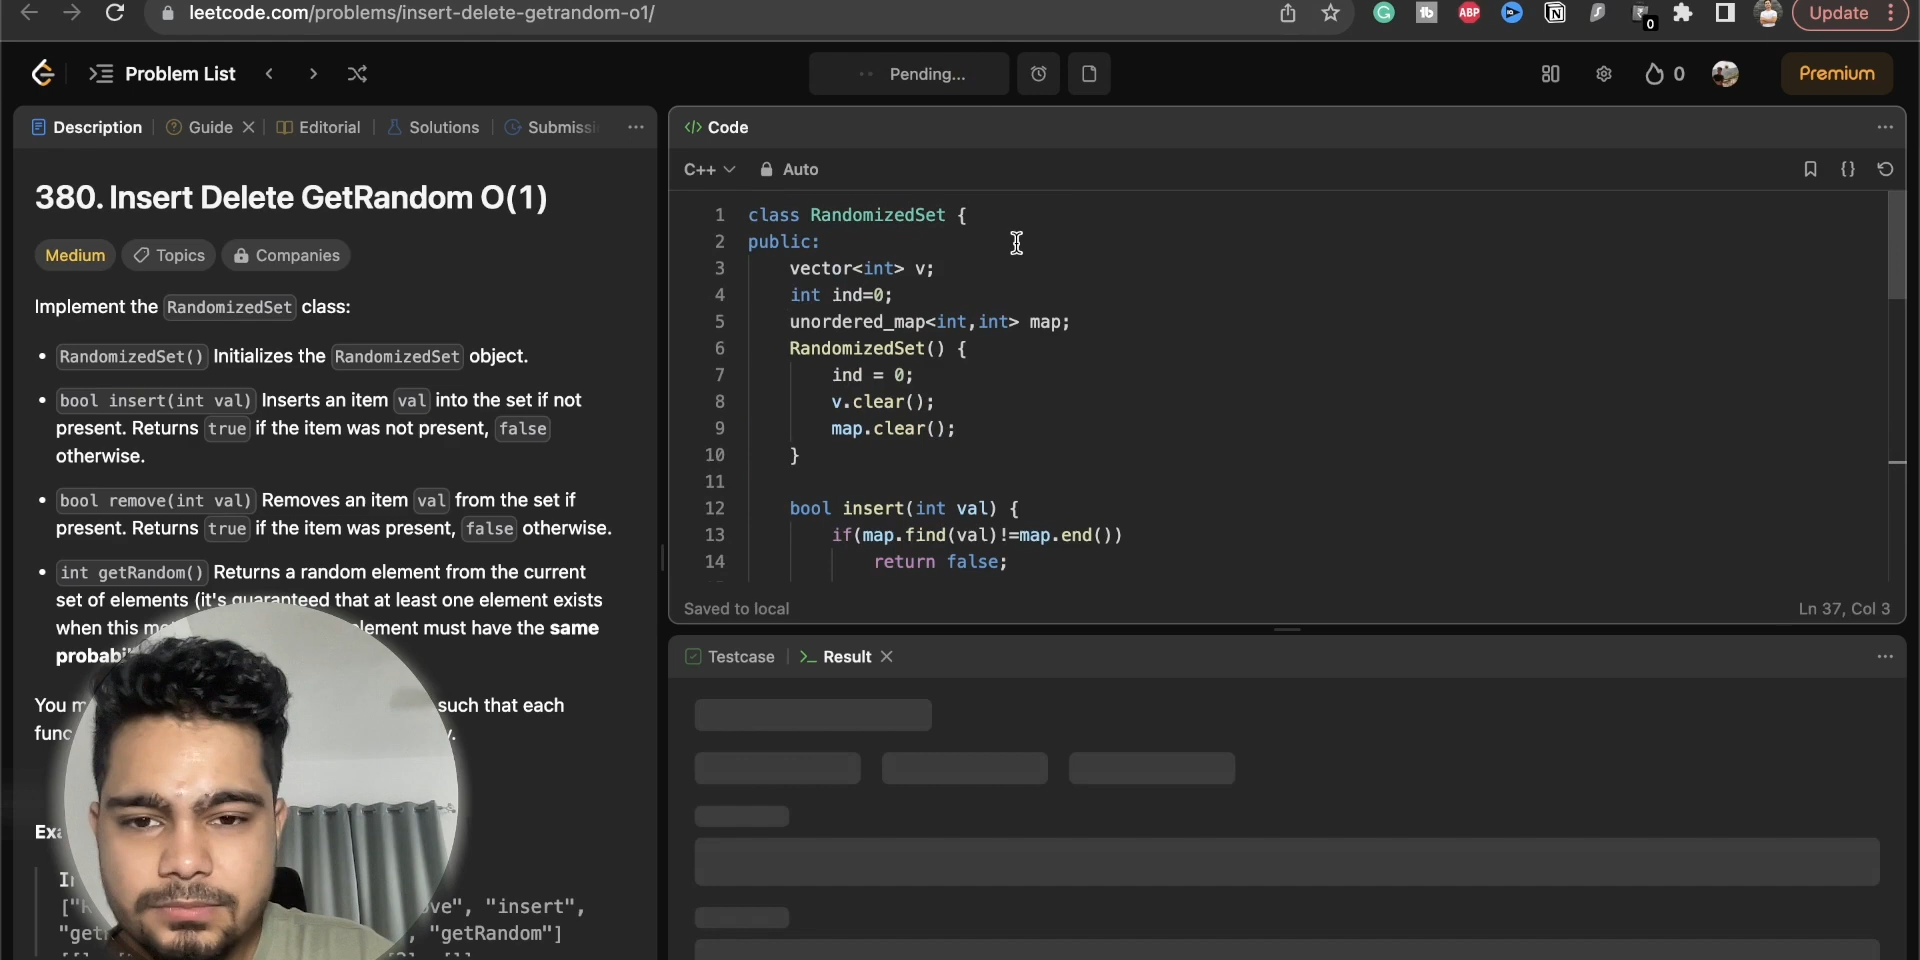 leetcode.com/problems/insert-delete-getrandom-o1/
ABP
0
Update
Problem List
Pending...
0
Premium
Description
Guide
Editorial
Solutions
Submissi
Code
C++
Auto
380. Insert Delete GetRandom O(1)
Medium
Topics
Companies
Implement the RandomizedSet class:
• RandomizedSet() Initializes the RandomizedSet object.
• bool insert(int val) Inserts an item val into the set if not
present. Returns true if the item was not present, false
otherwise.
• bool remove(int val) Removes an item val from the set if
present. Returns true if the item was present, false otherwise.
• int getRandom() Returns a random element from the current
set of elements (it's guaranteed that at least one element exists
when this lement must have the same
You such that each
1 class RandomizedSet {
2 public:
3 vector<int> v;
4 int ind=0;
5 unordered_map<int,int> map;
6 RandomizedSet() {
7 ind = 0;
8 v.clear();
9 map.clear();
10 }
11
12 bool insert(int val) {
13 if(map.find(val)!=map.end())
14 return false;
Saved to local
Ln 37, Col 3
Testcase
>_ Result
ve", "insert",
, "getRandom"]